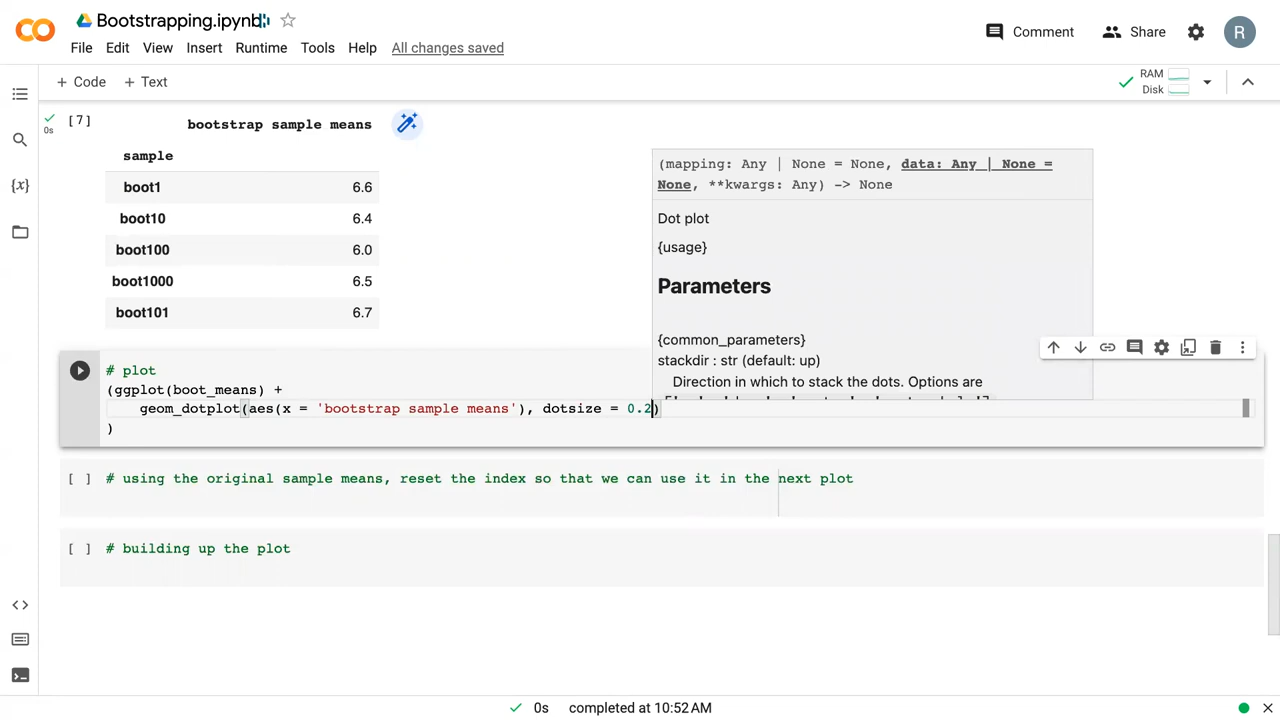 Bootstrapping.ipynb
File Edit View Insert Runtime Tools Help All changes saved
Comment Share R
+ Code + Text
RAM
Disk
[7]
0s
bootstrap sample means
sample
boot1 6.6
boot10 6.4
boot100 6.0
boot1000 6.5
boot101 6.7
(mapping: Any | None = None, data: Any | None =
None, **kwargs: Any) -> None
Dot plot
{usage}
Parameters
{common_parameters}
stackdir : str (default: up)
Direction in which to stack the dots. Options are
# plot
(ggplot(boot_means) +
geom_dotplot(aes(x = 'bootstrap sample means'), dotsize = 0.2)
)
[ ] # using the original sample means, reset the index so that we can use it in the next plot
[ ] # building up the plot
{x}
0s completed at 10:52 AM